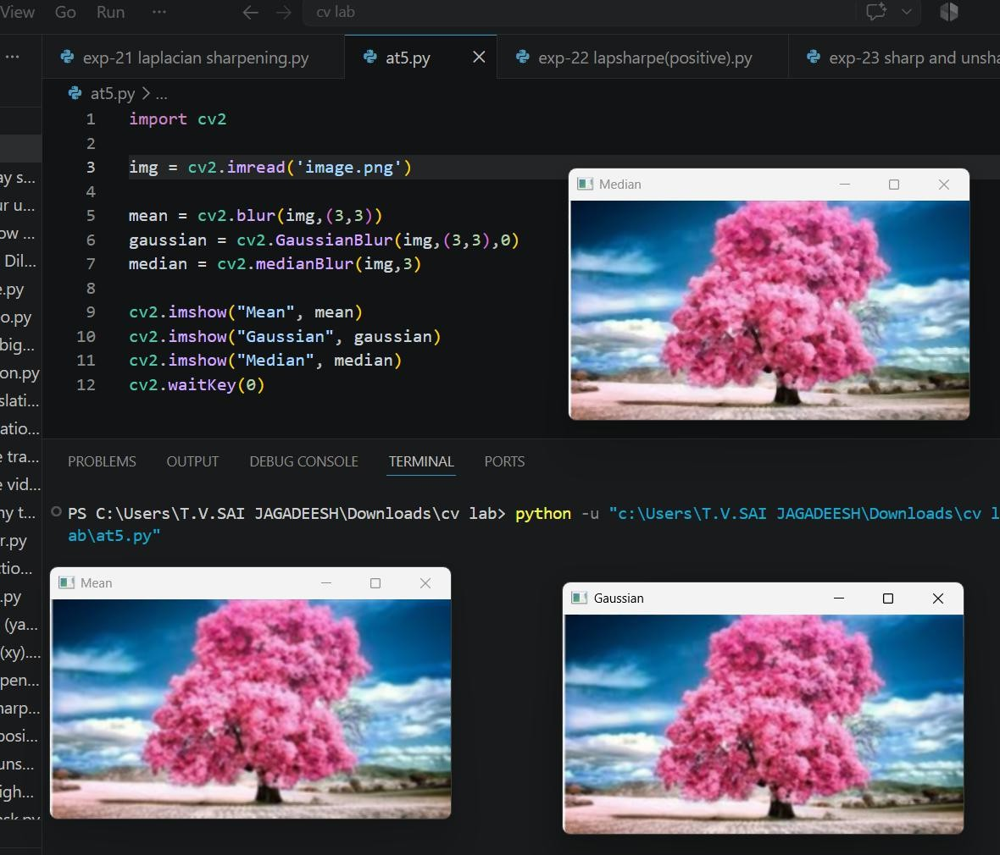 View Go Run ··· cv lab
··· exp-21 laplacian sharpening.py at5.py exp-22 lapsharpe(positive).py exp-23 sharp and unsha
at5.py > ...
1 import cv2
2
3 img = cv2.imread('image.png')
4
5 mean = cv2.blur(img,(3,3))
6 gaussian = cv2.GaussianBlur(img,(3,3),0)
7 median = cv2.medianBlur(img,3)
8
9 cv2.imshow("Mean", mean)
10 cv2.imshow("Gaussian", gaussian)
11 cv2.imshow("Median", median)
12 cv2.waitKey(0)
Median
ay s...
ur u...
ow ...
Dil...
e.py
o.py
big...
on.py
slati...
atio...
e tra...
e vid...
ny t...
r.py
ctio...
.py
(ya...
(xy)....
pen...
harp...
posi...
uns...
igh...
ask.py
PROBLEMS OUTPUT DEBUG CONSOLE TERMINAL PORTS
PS C:\Users\T.V.SAI JAGADEESH\Downloads\cv lab> python -u "c:\Users\T.V.SAI JAGADEESH\Downloads\cv l
ab\at5.py"
Mean
Gaussian